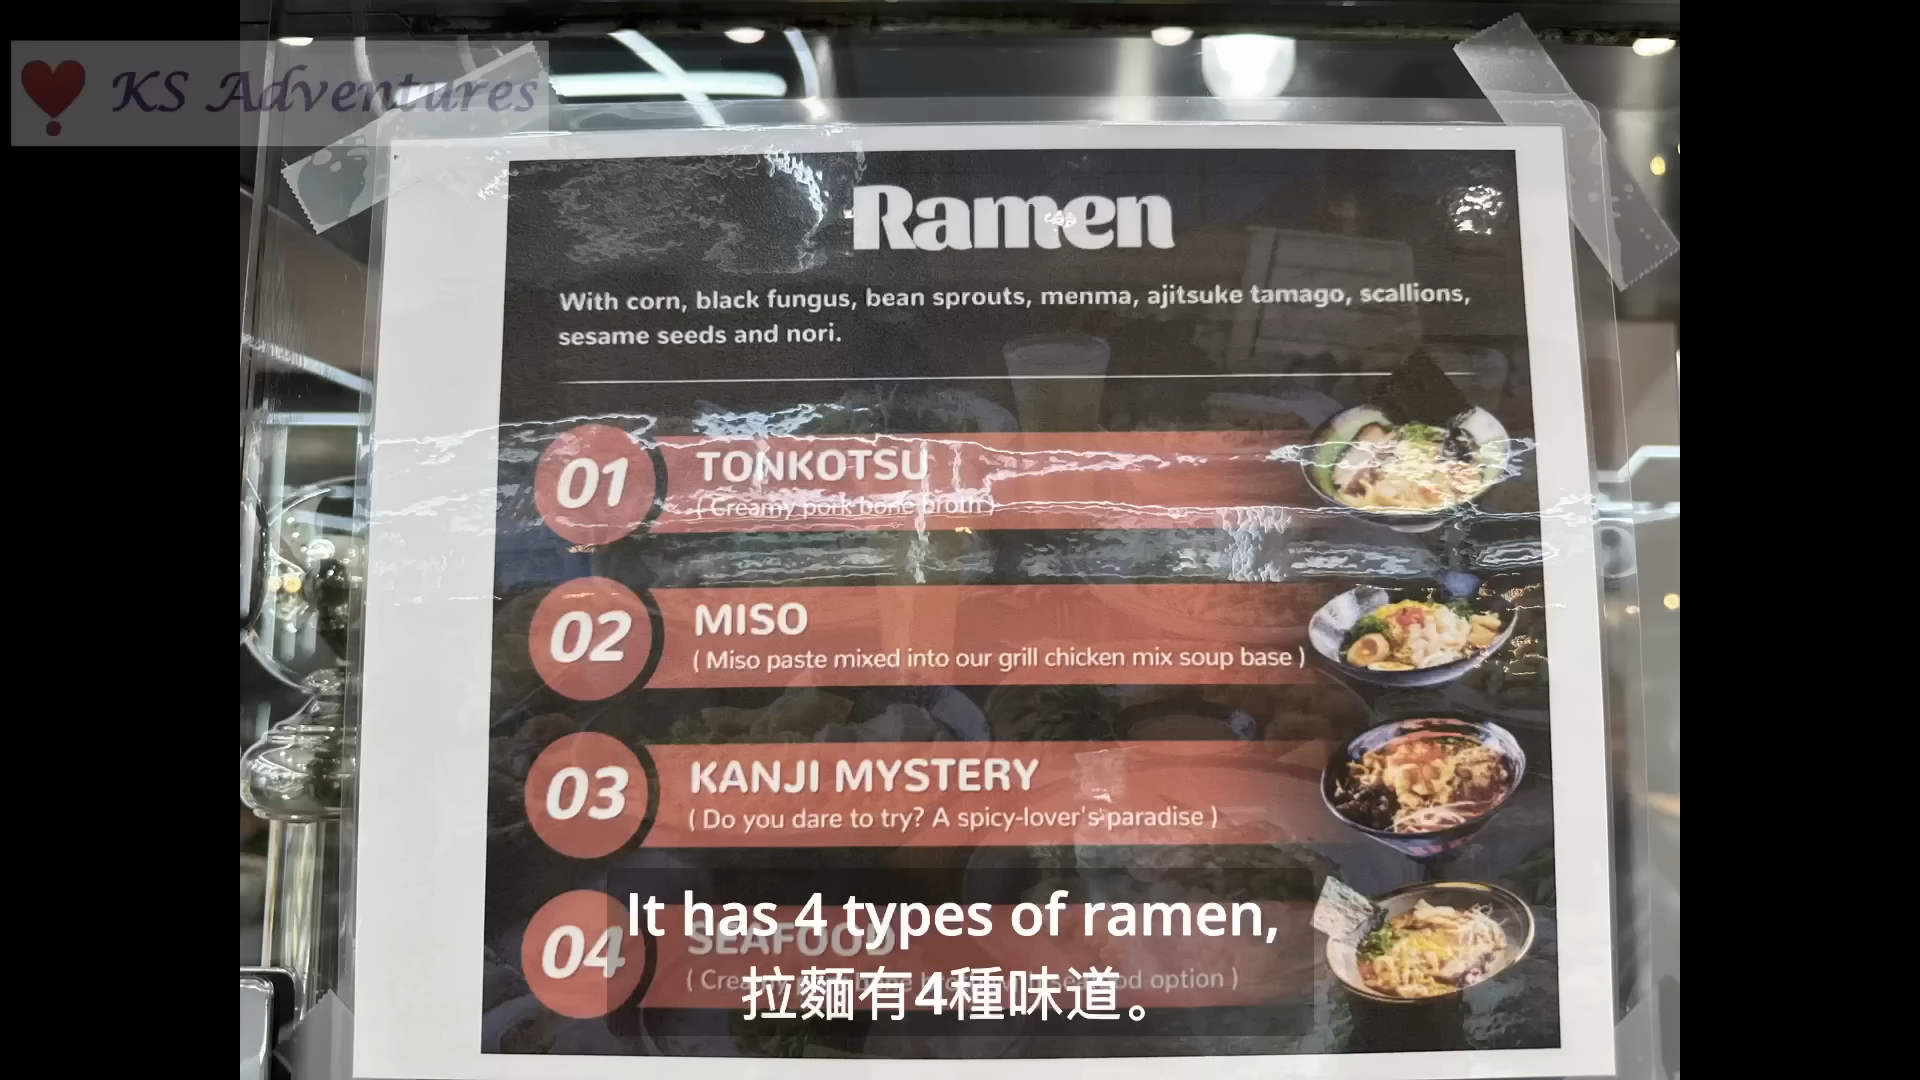 KS Adventures
Ramen
With corn, black fungus, bean sprouts, menma, ajitsuke tamago, scallions,
sesame seeds and nori.
01
TONKOTSU
( Creamy pork bone broth )
02
MISO
( Miso paste mixed into our grill chicken mix soup base )
03
KANJI MYSTERY
( Do you dare to try? A spicy-lover's paradise )
04
SEAFOOD
option )
It has 4 types of ramen,
拉麵有4種味道。